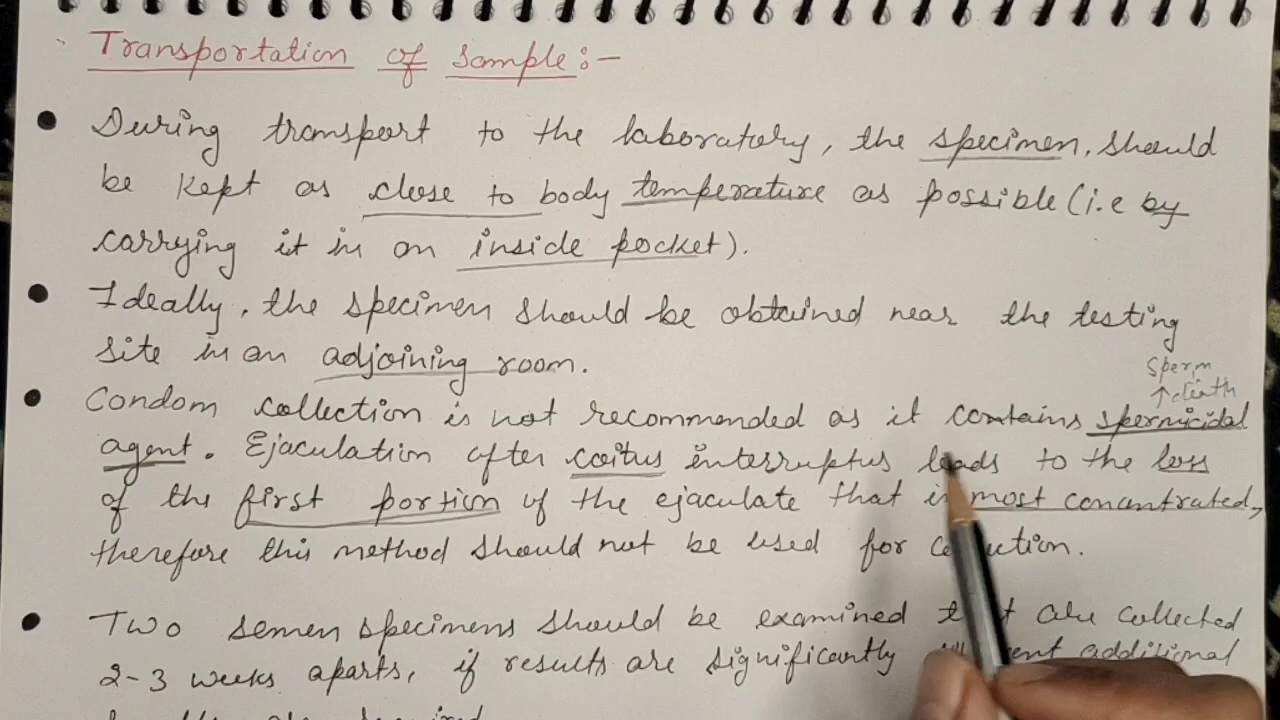 Transportation of Sample:-
During transport to the laboratory, the specimen, should
be kept as close to body temperature as possible (i.e by
carrying it in an inside pocket).
Ideally, the specimen should be obtained near the testing
site in an adjoining room.
sperm
↑ death
Condom collection is not recommended as it contains spermicidal
agent. Ejaculation after coitus interruptus leads to the loss
of the first portion of the ejaculate that is most concentrated,
therefore this method should not be used for collection.
Two semen specimens should be examined that are collected
2-3 weeks aparts, if results are significantly additional